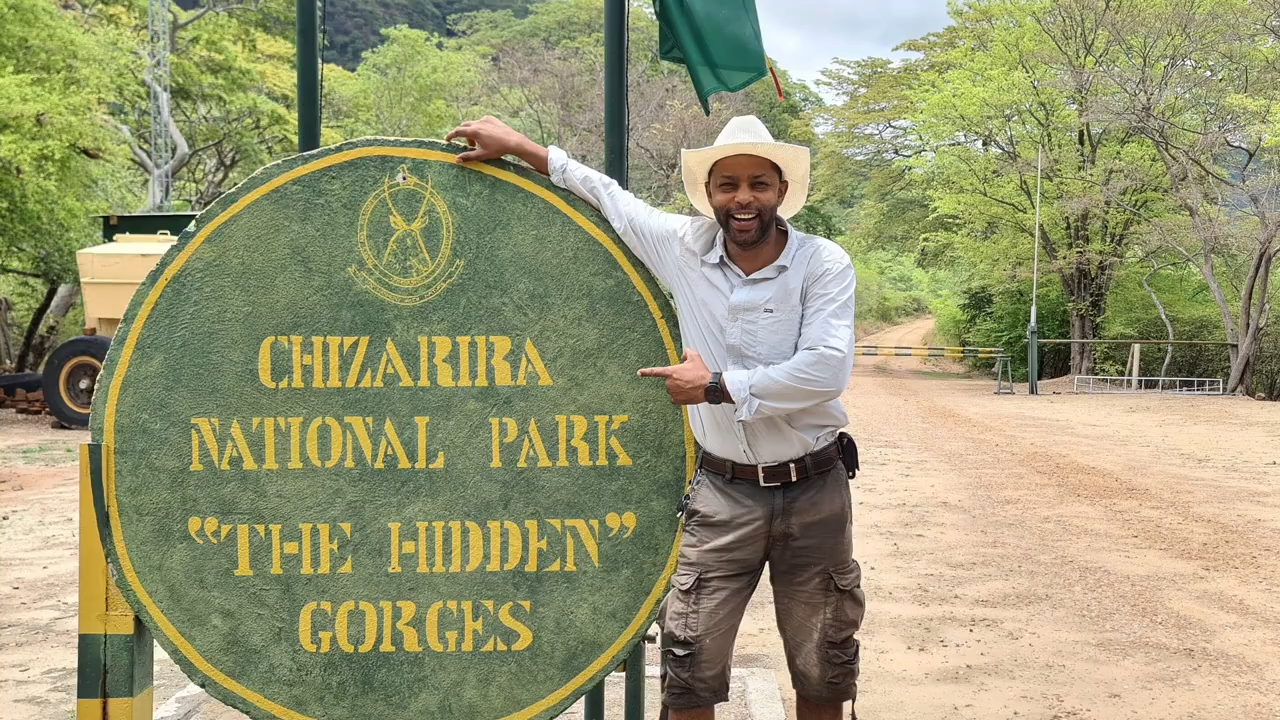 CHIZARIRA
NATIONAL PARK
“THE HIDDEN”
GORGES